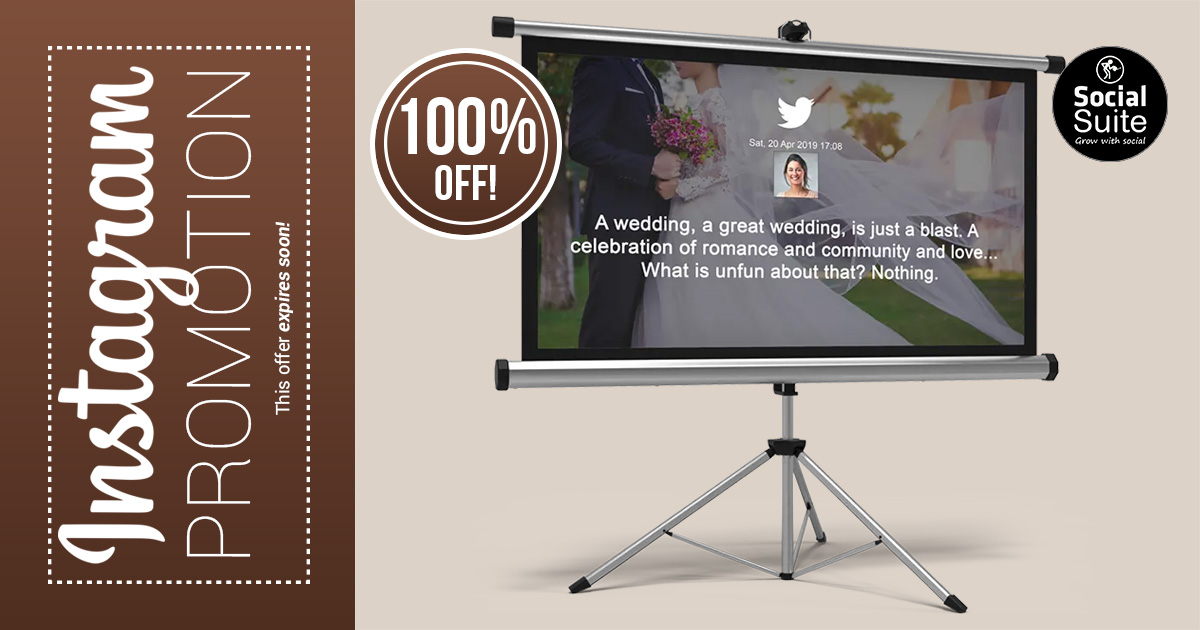 Instagram
PROMOTION
This offer expires soon!
100%
OFF!
Sat, 20 Apr 2019 17:08
A wedding, a great wedding, is just a blast. A
celebration of romance and community and love...
What is unfun about that? Nothing.
Social
Suite
Grow with social